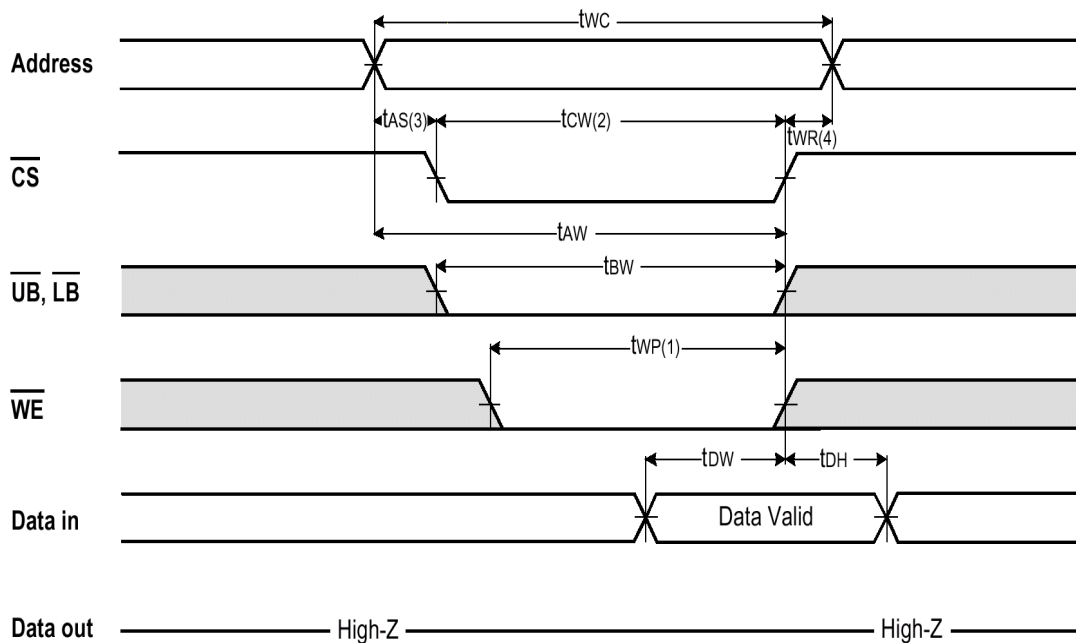 tWC
Address
tAS(3) tCW(2) tWR(4)
CS
tAW
UB, LB tBW
tWP(1)
WE
tDW tDH
Data in Data Valid
Data out High-Z High-Z